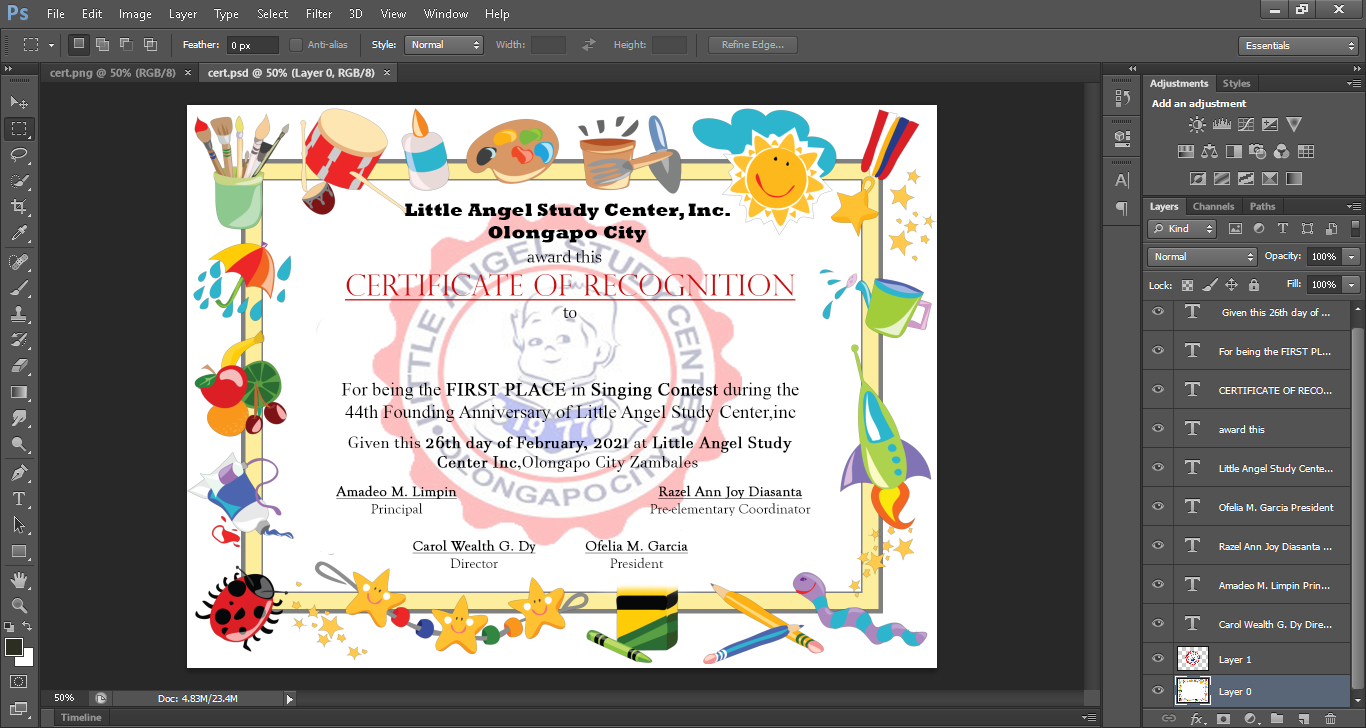 Ps File Edit Image Layer Type Select Filter 3D View Window Help
Feather: 0 px Anti-alias Style: Normal Width: Height: Refine Edge... Essentials
cert.png @ 50% (RGB/8) × cert.psd @ 50% (Layer 0, RGB/8) ×
Little Angel Study Center, Inc.
Olongapo City
award this
CERTIFICATE OF RECOGNITION
to
For being the FIRST PLACE in Singing Contest during the
44th Founding Anniversary of Little Angel Study Center,inc
Given this 26th day of February, 2021 at Little Angel Study
Center Inc,Olongapo City Zambales
Amadeo M. Limpin
Principal
Razel Ann Joy Diasanta
Pre-elementary Coordinator
Carol Wealth G. Dy
Director
Ofelia M. Garcia
President
LITTLE ANGEL STUDY CENTER
1977
OLONGAPO CITY
Adjustments Styles
Add an adjustment
Layers Channels Paths
Kind
Normal Opacity: 100%
Lock: Fill: 100%
Given this 26th day of ...
For being the FIRST PL...
CERTIFICATE OF RECO...
award this
Little Angel Study Cente...
Ofelia M. Garcia President
Razel Ann Joy Diasanta ...
Amadeo M. Limpin Prin...
Carol Wealth G. Dy Dire...
Layer 1
Layer 0
50% Doc: 4.83M/23.4M
Timeline